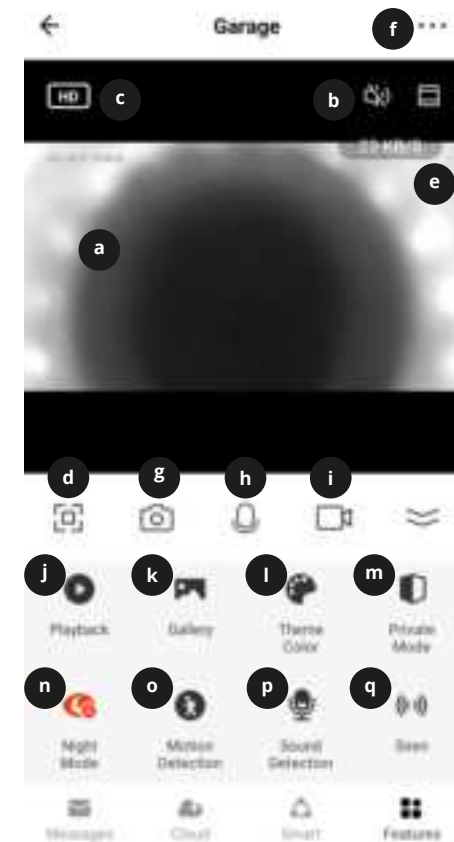 Garage
f
HD
c
b
KB/S
e
a
d
g
h
i
j
k
l
m
Playback
Gallery
Theme
Color
Private
Mode
n
o
p
q
Night
Mode
Motion
Detection
Sound
Detection
Siren
Messages
Cloud
Smart
Features